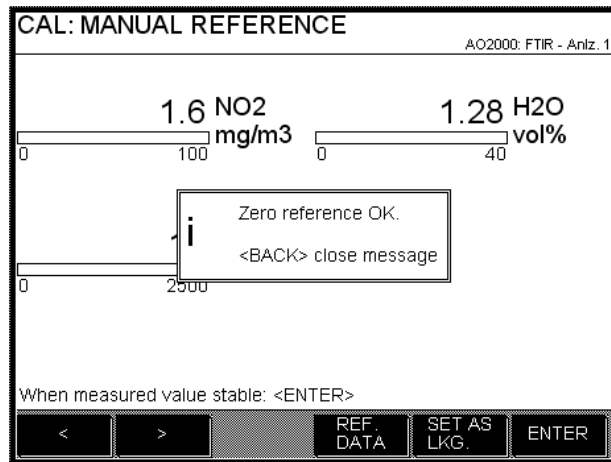 CAL: MANUAL REFERENCE
AO2000: FTIR - Anlz. 1
1.6 NO2
mg/m3
0 100
1.28 H2O
vol%
0 40
i
Zero reference OK.
<BACK> close message
0 2500
When measured value stable: <ENTER>
<
>
REF.
DATA
SET AS
LKG.
ENTER